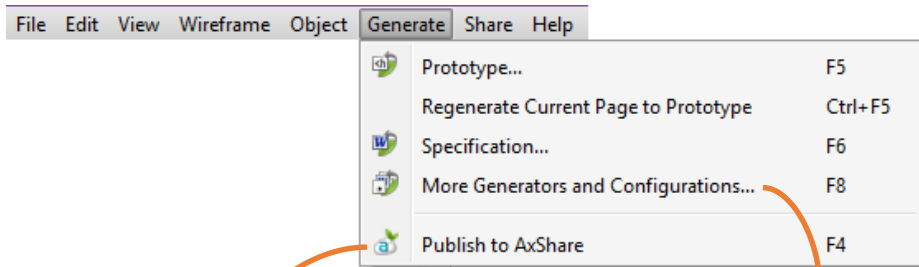 File Edit View Wireframe Object Generate Share Help
Prototype... F5
Regenerate Current Page to Prototype Ctrl+F5
Specification... F6
More Generators and Configurations... F8
Publish to AxShare F4